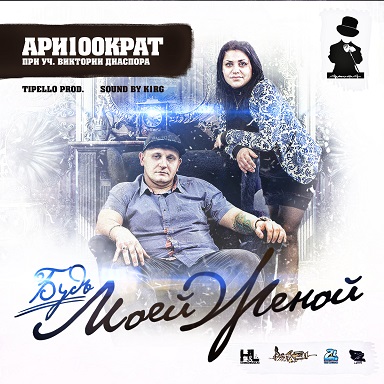 АРИ100КРАТ
ПРИ УЧ. ВИКТОРИИ ДИАСПОРА
TIPELLO PROD. SOUND BY KIRG
Будь
Моей Женой
H&L